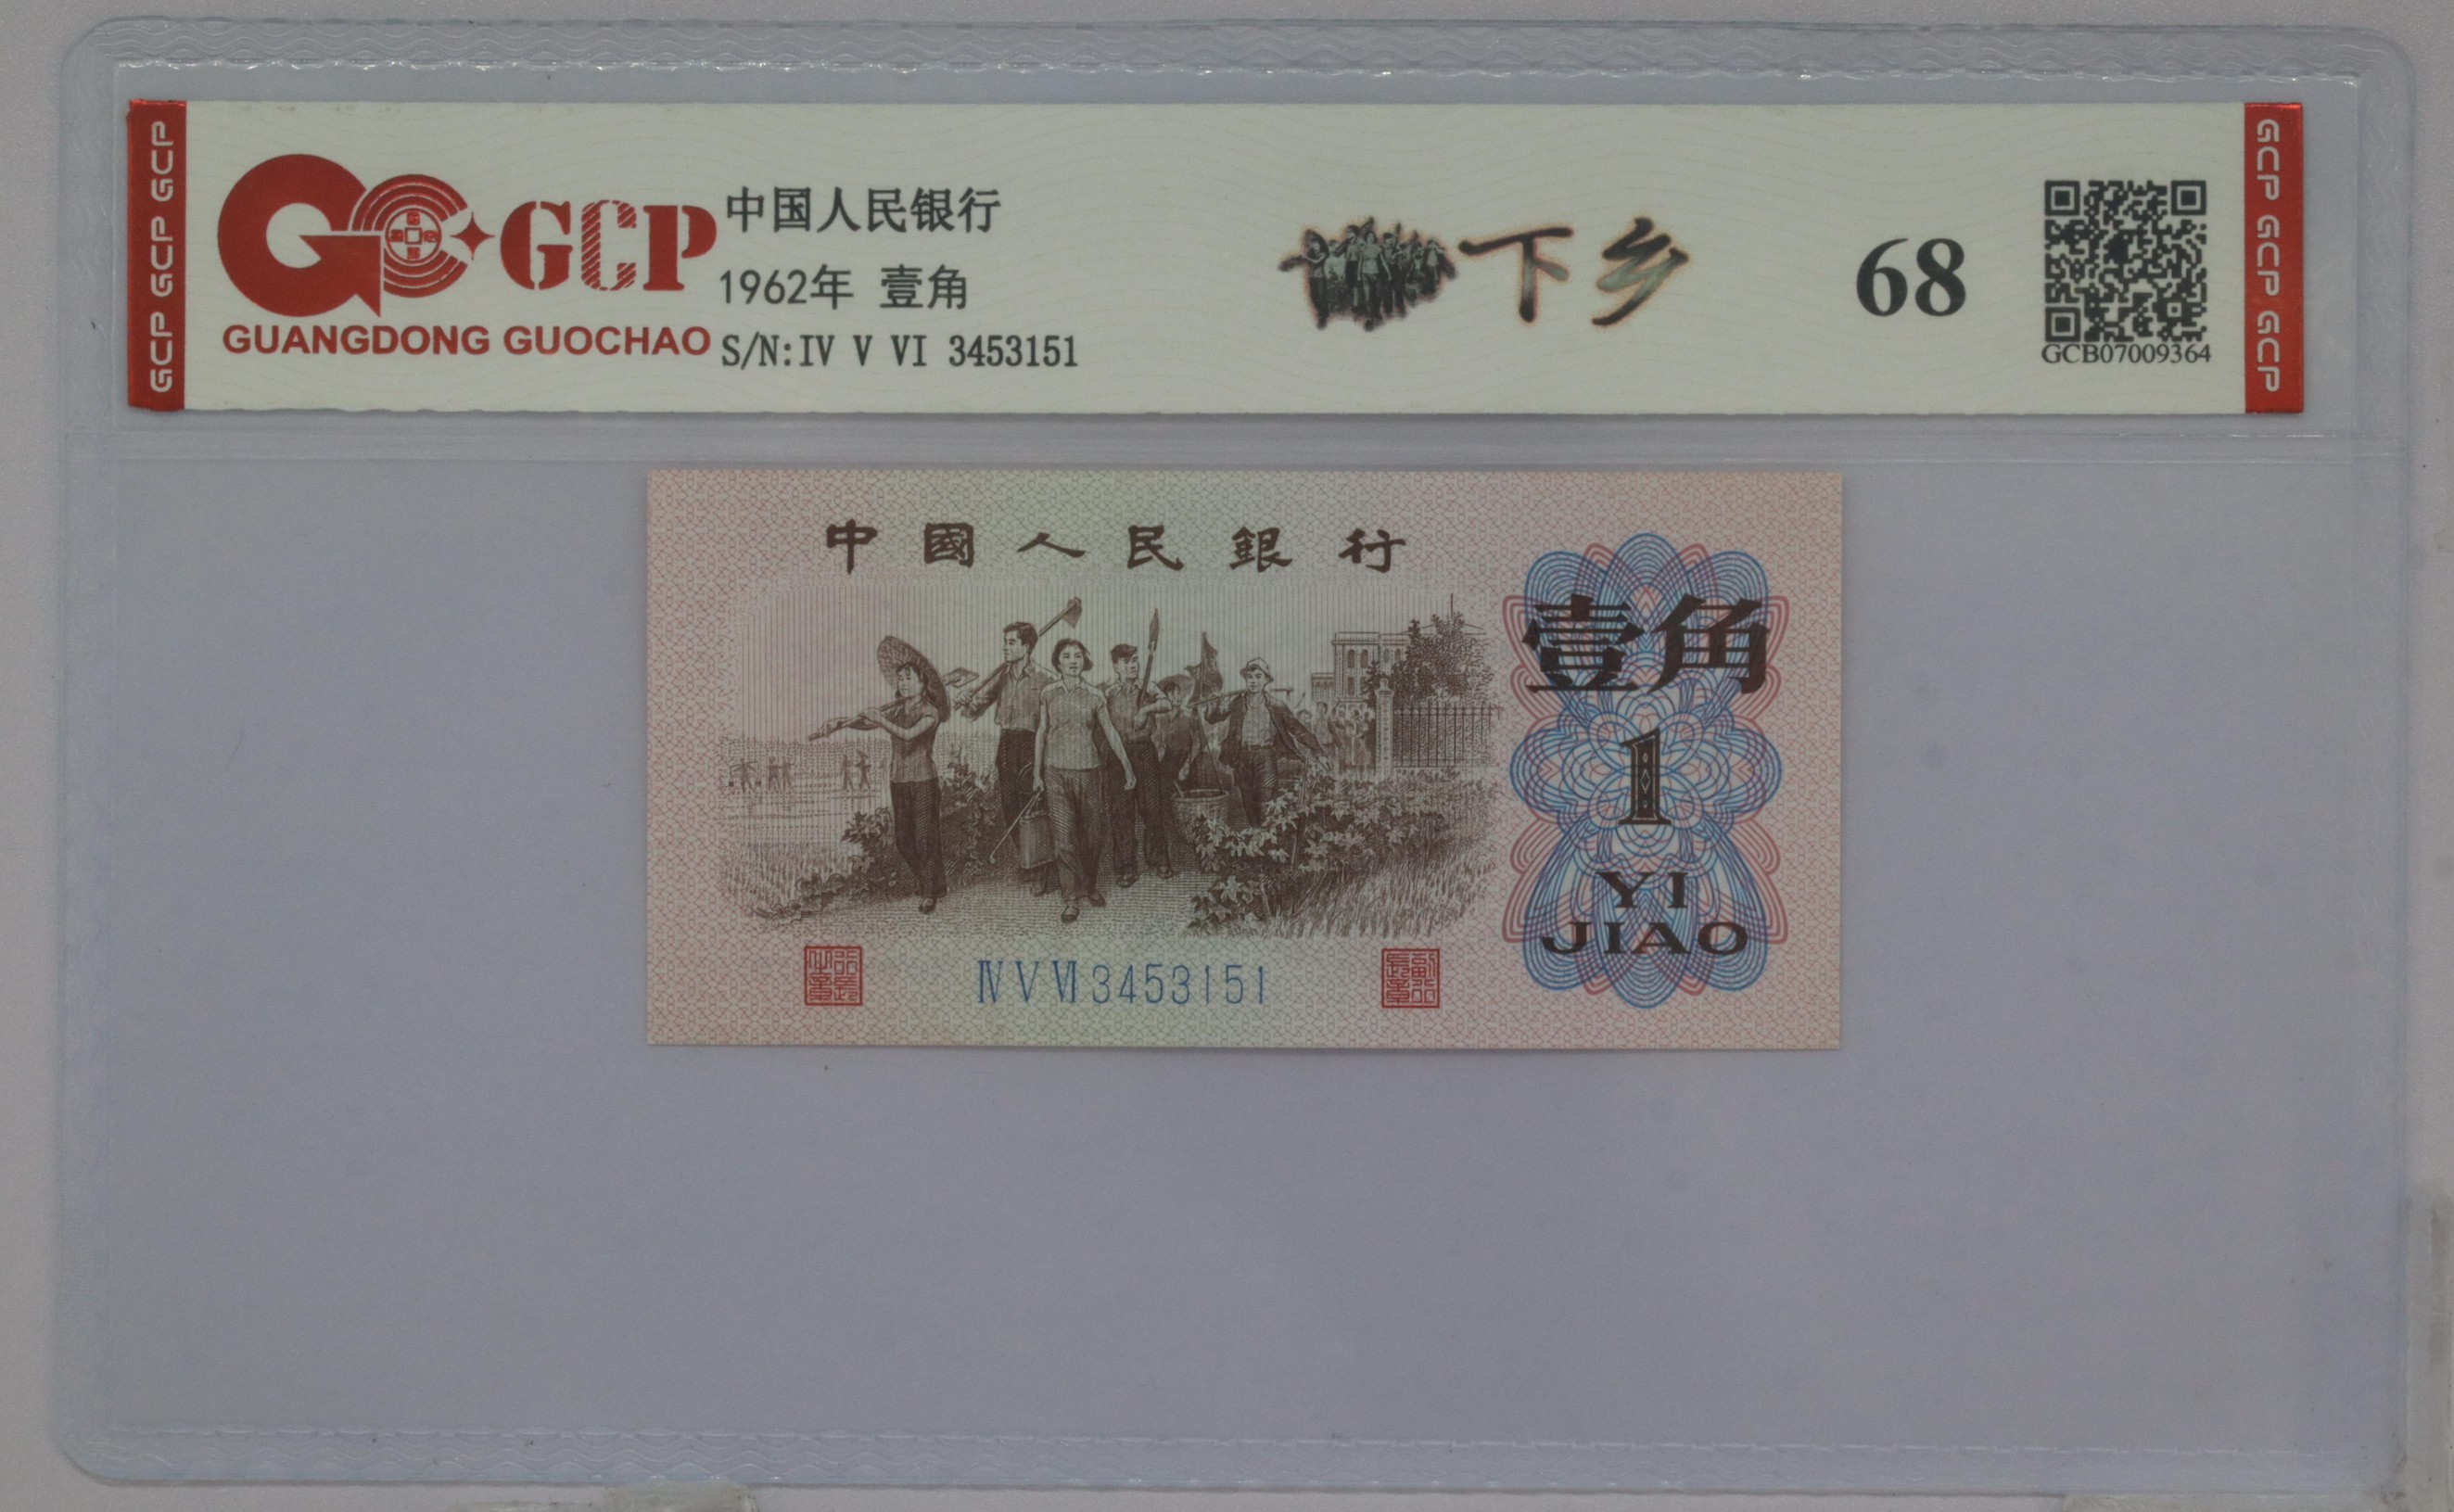 GCP GCP GCP
GCP
GUANGDONG GUOCHAO
中国人民银行
1962年 壹角
S/N:IV V VI 3453151
下乡
68
GCB07009364
GCP GCP GCP
中國人民銀行
壹角
1
YI
JIAO
Ⅳ Ⅴ Ⅵ 3453151